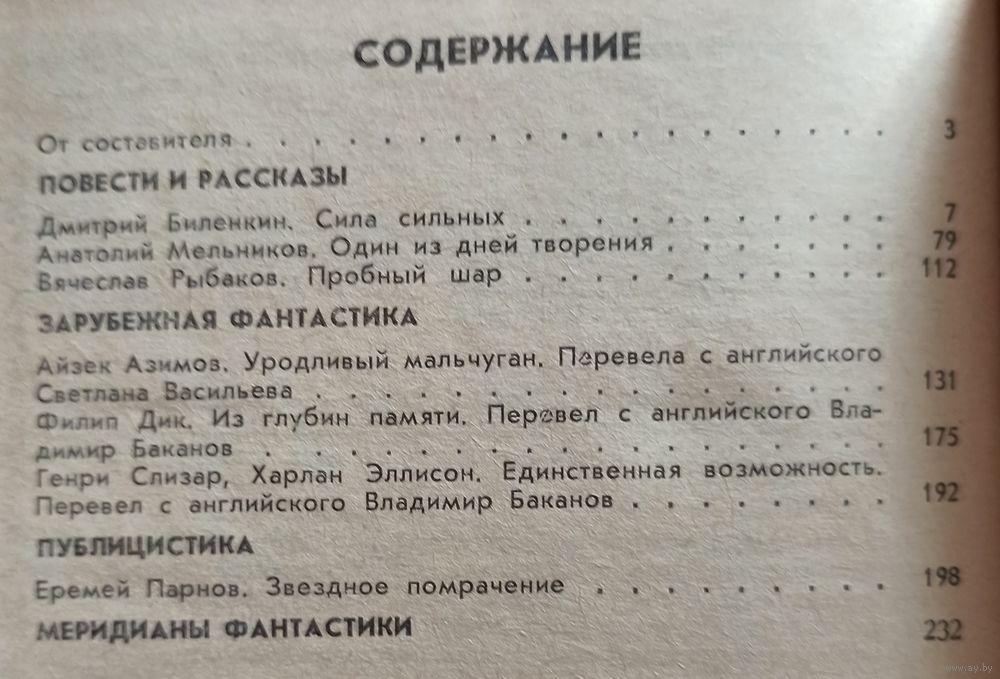 СОДЕРЖАНИЕ
От составителя . . . . . . . . . . . . . . . . . . . 3
ПОВЕСТИ И РАССКАЗЫ
Дмитрий Биленкин. Сила сильных . . . . . . . . . . . 7
Анатолий Мельников. Один из дней творения . . . . . . . 79
Вячеслав Рыбаков. Пробный шар . . . . . . . . . . . 112
ЗАРУБЕЖНАЯ ФАНТАСТИКА
Айзек Азимов. Уродливый мальчуган. Перевела с английского
Светлана Васильева . . . . . . . . . . . . . . . . . 131
Филип Дик. Из глубин памяти. Перевел с английского Вла-
димир Баканов . . . . . . . . . . . . . . . . . . 175
Генри Слизар, Харлан Эллисон. Единственная возможность.
Перевел с английского Владимир Баканов . . . . . . . . 192
ПУБЛИЦИСТИКА
Еремей Парнов. Звездное помрачение . . . . . . . . . 198
МЕРИДИАНЫ ФАНТАСТИКИ 232
www.ay.by